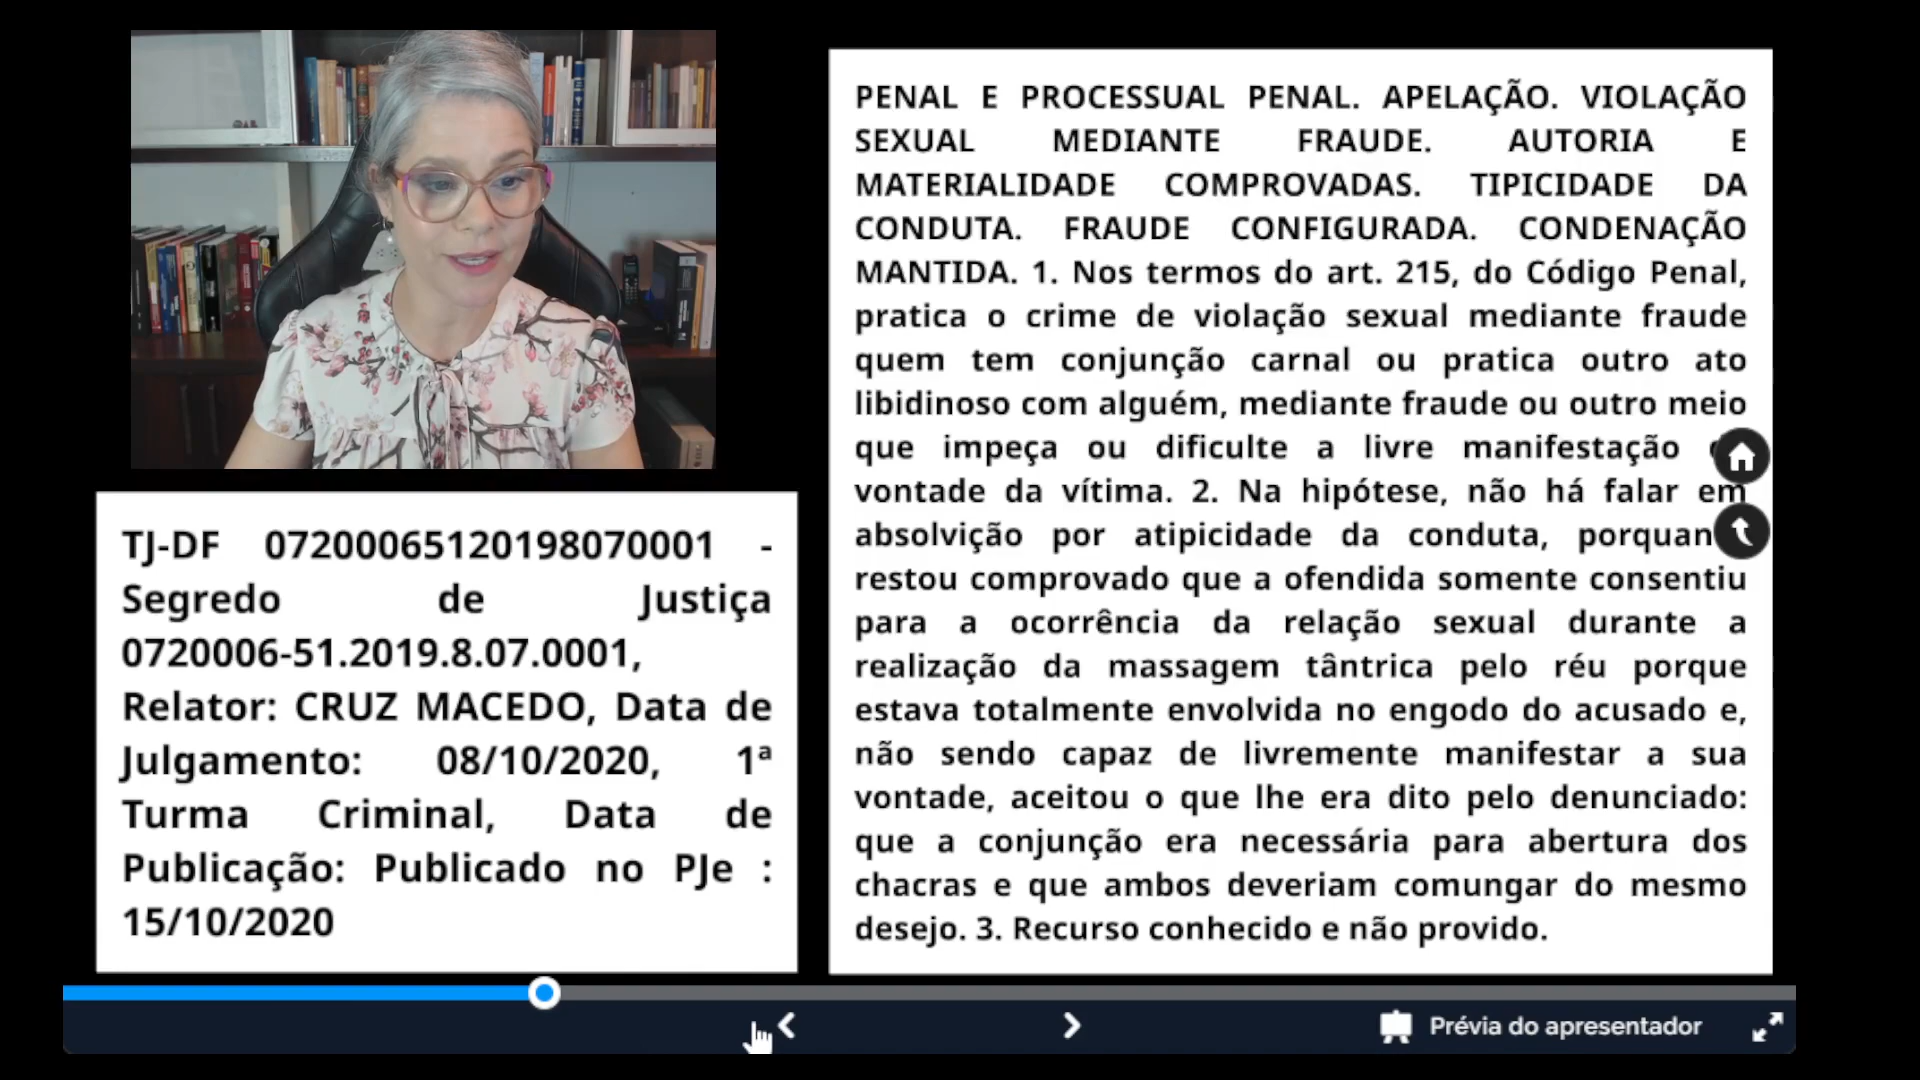 PENAL E PROCESSUAL PENAL. APELAÇÃO. VIOLAÇÃO
SEXUAL MEDIANTE FRAUDE. AUTORIA E
MATERIALIDADE COMPROVADAS. TIPICIDADE DA
CONDUTA. FRAUDE CONFIGURADA. CONDENAÇÃO
MANTIDA. 1. Nos termos do art. 215, do Código Penal,
pratica o crime de violação sexual mediante fraude
quem tem conjunção carnal ou pratica outro ato
libidinoso com alguém, mediante fraude ou outro meio
que impeça ou dificulte a livre manifestação
vontade da vítima. 2. Na hipótese, não há falar em
absolvição por atipicidade da conduta, porquan
restou comprovado que a ofendida somente consentiu
para a ocorrência da relação sexual durante a
realização da massagem tântrica pelo réu porque
estava totalmente envolvida no engodo do acusado e,
não sendo capaz de livremente manifestar a sua
vontade, aceitou o que lhe era dito pelo denunciado:
que a conjunção era necessária para abertura dos
chacras e que ambos deveriam comungar do mesmo
desejo. 3. Recurso conhecido e não provido.
TJ-DF 07200065120198070001 -
Segredo de Justiça
0720006-51.2019.8.07.0001,
Relator: CRUZ MACEDO, Data de
Julgamento: 08/10/2020, 1ª
Turma Criminal, Data de
Publicação: Publicado no PJe :
15/10/2020
Prévia do apresentador